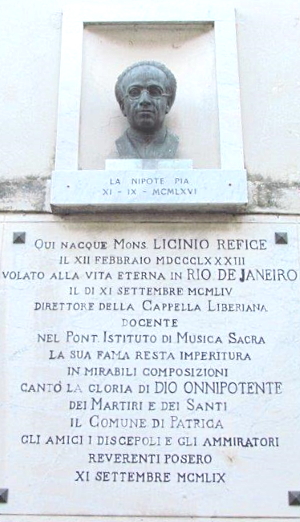 LA NIPOTE PIA
XI - IX - MCMLXVI
QUI NACQUE MONS. LICINIO REFICE
IL XII FEBBRAIO MDCCCLXXXIII
VOLATO ALLA VITA ETERNA IN RIO DE JANEIRO
IL DI XI SETTEMBRE MCMLIV
DIRETTORE DELLA CAPPELLA LIBERIANA
DOCENTE
NEL PONT. ISTITUTO DI MUSICA SACRA
LA SUA FAMA RESTA IMPERITURA
IN MIRABILI COMPOSIZIONI
CANTÒ LA GLORIA DI DIO ONNIPOTENTE
DEI MARTIRI E DEI SANTI
IL COMUNE DI PATRICA
GLI AMICI I DISCEPOLI E GLI AMMIRATORI
REVERENTI POSERO
XI SETTEMBRE MCMLIX